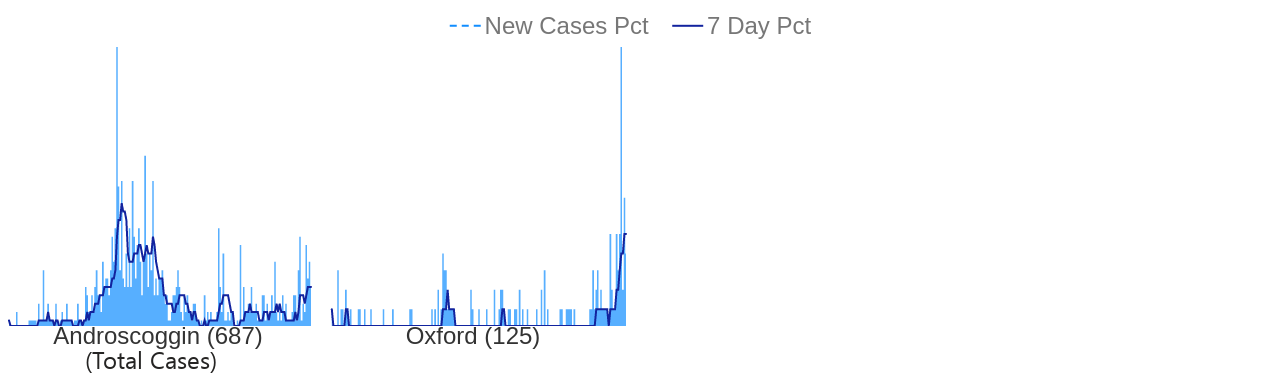 New Cases Pct 7 Day Pct
Androscoggin (687) Oxford (125)
(Total Cases)